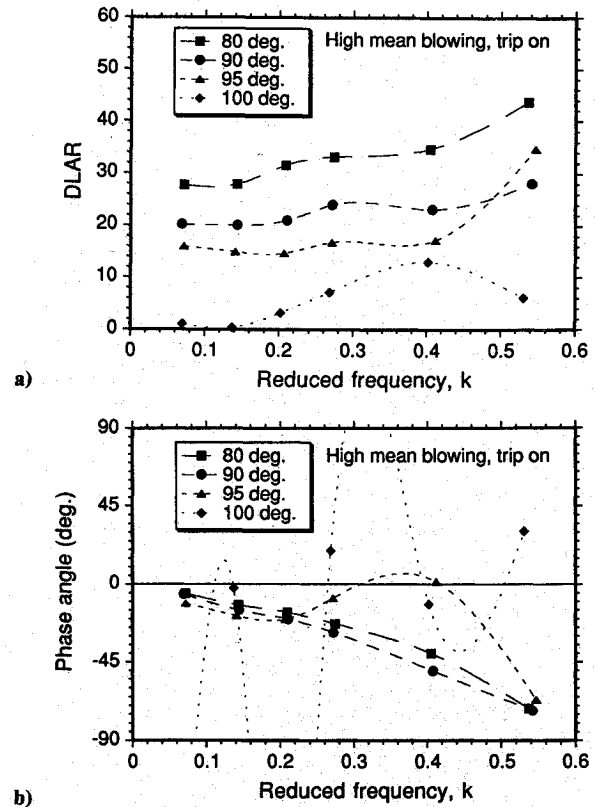 60
50
40
30
20
10
0
DLAR
80 deg.
90 deg.
95 deg.
100 deg.
High mean blowing, trip on
0 0.1 0.2 0.3 0.4 0.5 0.6
Reduced frequency, k
a)
90
45
0
-45
-90
Phase angle (deg.)
80 deg.
90 deg.
95 deg.
100 deg.
High mean blowing, trip on
0 0.1 0.2 0.3 0.4 0.5 0.6
Reduced frequency, k
b)